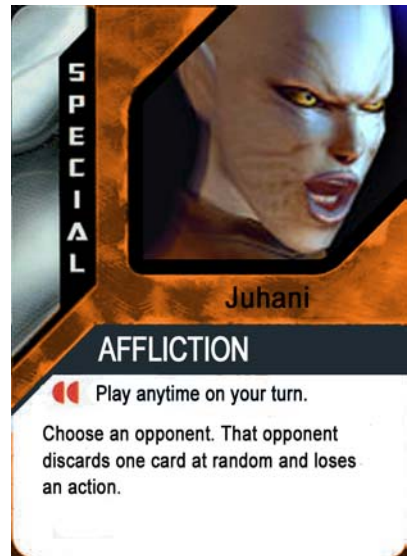 SPECIAL
Juhani
AFFLICTION
Play anytime on your turn.
Choose an opponent. That opponent
discards one card at random and loses
an action.